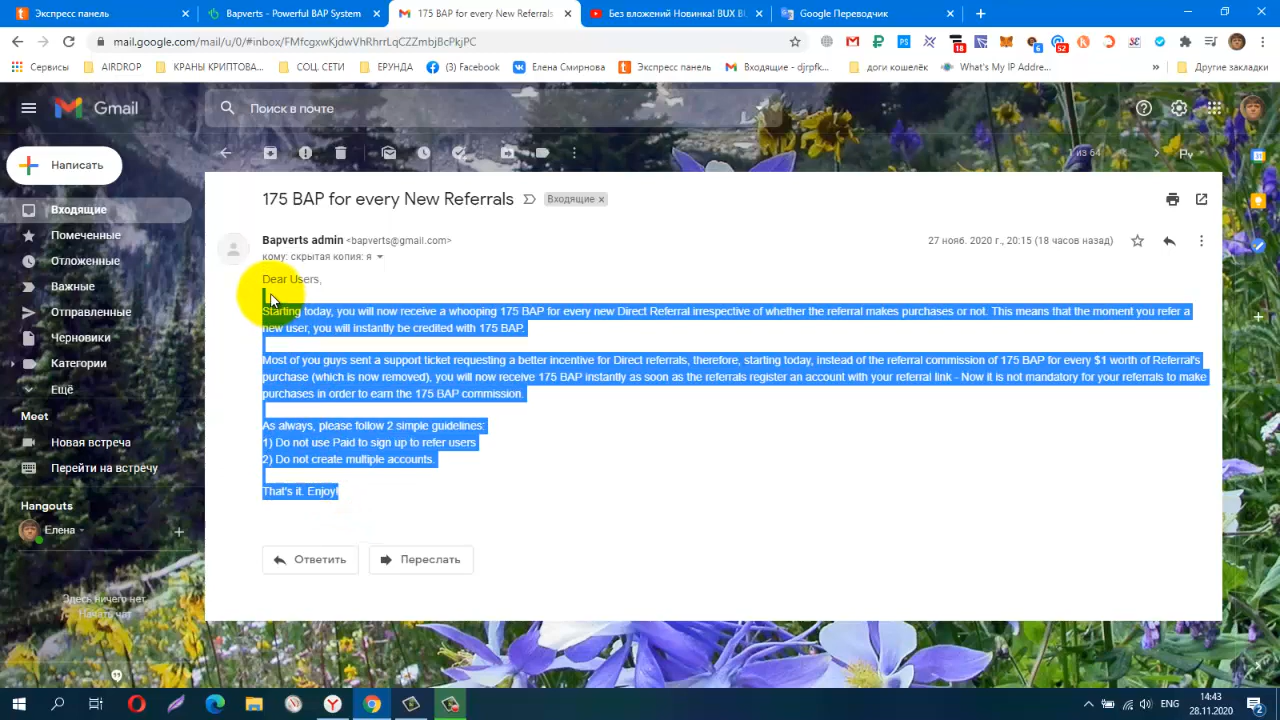 Экспресс панель
Bapverts - Powerful BAP System
175 BAP for every New Referrals
Без вложений Новинка! BUX BU
Google Переводчик
mail.google.com/mail/u/0/#inbox/FMfcgxwKjdwVhRhrrLqCZZmbjBcPkjPC
18
6
52
Сервисы
AIRDROP
КРАНЫ КРИПТОВА...
СОЦ. СЕТИ
ЕРУНДА
(3) Facebook
Елена Смирнова
Экспресс панель
Входящие - djrpfk...
доги кошелёк
What's My IP Addre...
»
Другие закладки
Gmail
Поиск в почте
Написать
1 из 64
175 BAP for every New Referrals
Входящие ×
Входящие
Помеченные
Отложенные
Важные
Отправленные
Черновики
Категории
Ещё
Bapverts admin <bapverts@gmail.com>
27 нояб. 2020 г., 20:15 (18 часов назад)
кому: скрытая копия: я
Dear Users,
Starting today, you will now receive a whooping 175 BAP for every new Direct Referral irrespective of whether the referral makes purchases or not. This means that the moment you refer a
new user, you will instantly be credited with 175 BAP.
Most of you guys sent a support ticket requesting a better incentive for Direct referrals, therefore, starting today, instead of the referral commission of 175 BAP for every $1 worth of Referral's
purchase (which is now removed), you will now receive 175 BAP instantly as soon as the referrals register an account with your referral link - Now it is not mandatory for your referrals to make
purchases in order to earn the 175 BAP commission.
As always, please follow 2 simple guidelines:
1) Do not use Paid to sign up to refer users
2) Do not create multiple accounts.
That's it. Enjoy!
Meet
Новая встреча
Перейти на встречу
Hangouts
Елена
Здесь ничего нет.
Начать чат
Ответить
Переслать
ENG
14:43
28.11.2020
2